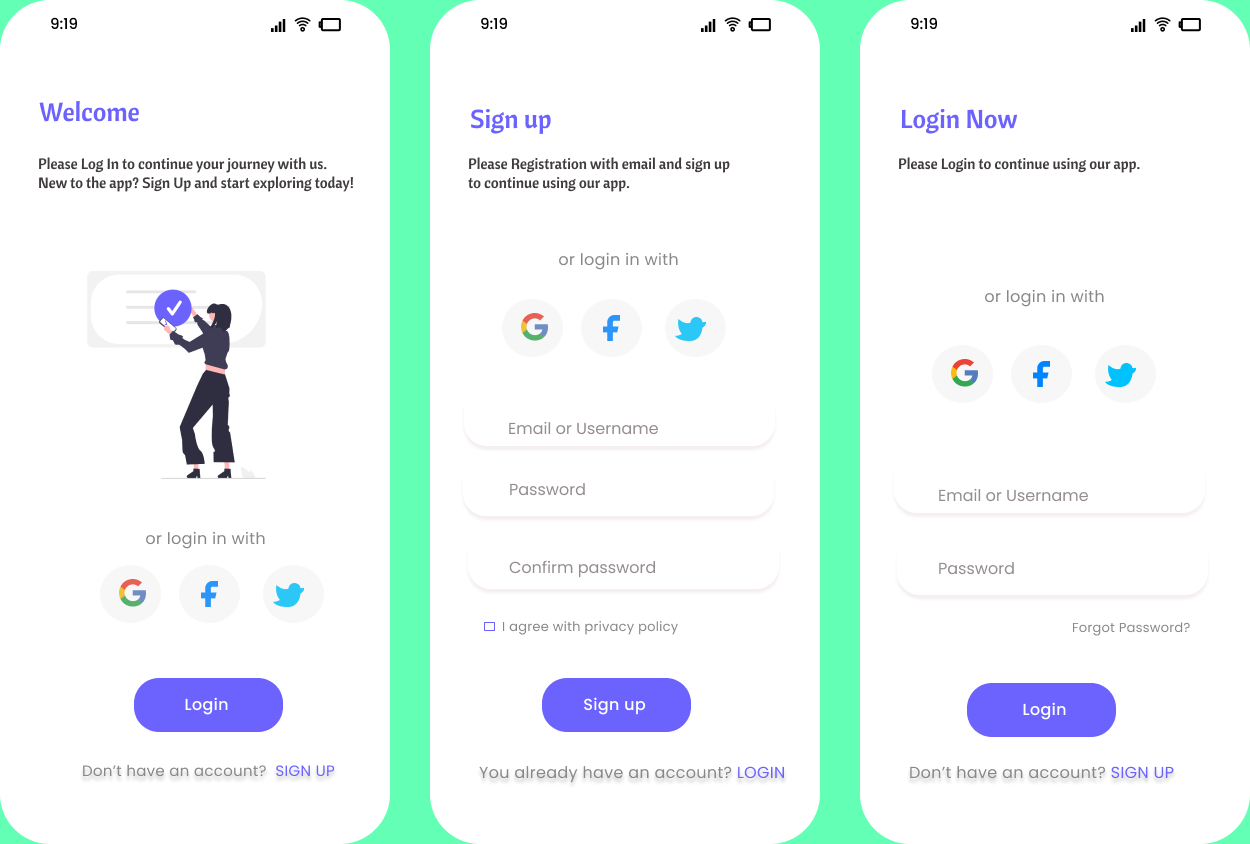 9:19
Welcome
Please Log In to continue your journey with us.
New to the app? Sign Up and start exploring today!
or login in with
Login
Don’t have an account? SIGN UP
9:19
Sign up
Please Registration with email and sign up
to continue using our app.
or login in with
Email or Username
Password
Confirm password
I agree with privacy policy
Sign up
You already have an account? LOGIN
9:19
Login Now
Please Login to continue using our app.
or login in with
Email or Username
Password
Forgot Password?
Login
Don’t have an account? SIGN UP